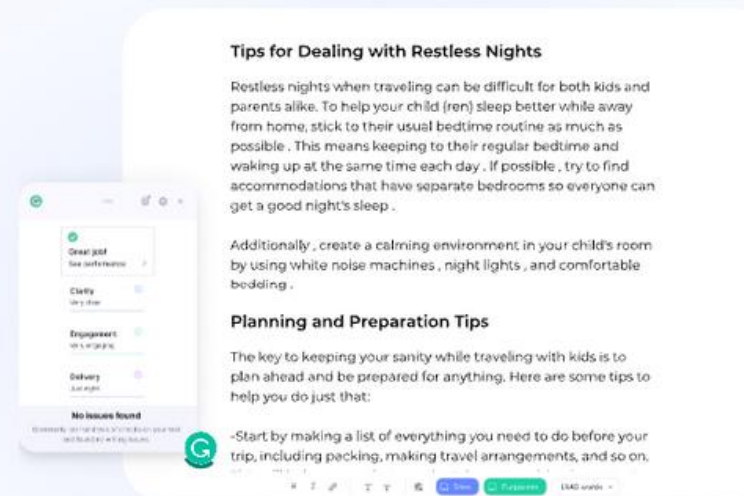 Tips for Dealing with Restless Nights
Restless nights when traveling can be difficult for both kids and
parents alike. To help your child (ren) sleep better while away
from home, stick to their usual bedtime routine as much as
possible . This means keeping to their regular bedtime and
waking up at the same time each day . If possible , try to find
accommodations that have separate bedrooms so everyone can
get a good night's sleep .
Additionally , create a calming environment in your child's room
by using white noise machines , night lights , and comfortable
bedding .
Planning and Preparation Tips
The key to keeping your sanity while traveling with kids is to
plan ahead and be prepared for anything. Here are some tips to
help you do just that:
-Start by making a list of everything you need to do before your
trip, including packing, making travel arrangements, and so on.
Great job!
See performance
Clarity
Very clear
Engagement
Very engaging
Delivery
Just right
No issues found
words